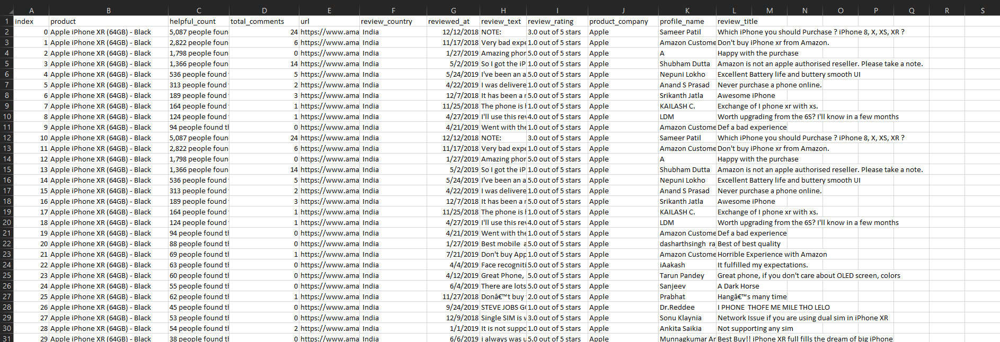 A B C D E F G H I J K L M N O P Q R S
1 index product helpful_count total_comments url review_country reviewed_at review_text review_rating product_company profile_name review_title
2 0 Apple iPhone XR (64GB) - Black 5,087 people foun 24 https://www.ama India 12/12/2018 NOTE: 3.0 out of 5 stars Apple Sameer Patil Which iPhone you should Purchase ? iPhone 8, X, XS, XR ?
3 1 Apple iPhone XR (64GB) - Black 2,822 people foun 6 https://www.ama India 11/17/2018 Very bad expe 1.0 out of 5 stars Apple Amazon Custome Don't buy iPhone xr from Amazon.
4 2 Apple iPhone XR (64GB) - Black 1,798 people foun 0 https://www.ama India 1/27/2019 Amazing phor 5.0 out of 5 stars Apple A Happy with the purchase
5 3 Apple iPhone XR (64GB) - Black 1,366 people foun 14 https://www.ama India 5/2/2019 So I got the iP 1.0 out of 5 stars Apple Shubham Dutta Amazon is not an apple authorised reseller. Please take a note.
6 4 Apple iPhone XR (64GB) - Black 536 people found 5 https://www.ama India 5/24/2019 I've been an a 5.0 out of 5 stars Apple Nepuni Lokho Excellent Battery life and buttery smooth UI
7 5 Apple iPhone XR (64GB) - Black 313 people found 2 https://www.ama India 4/22/2019 I was delivere 1.0 out of 5 stars Apple Anand S Prasad Never purchase a phone online.
8 6 Apple iPhone XR (64GB) - Black 189 people found 3 https://www.ama India 12/7/2018 It has been a 5.0 out of 5 stars Apple Srikanth Jatla Awesome iPhone
9 7 Apple iPhone XR (64GB) - Black 164 people found 1 https://www.ama India 11/25/2018 The phone is 1.0 out of 5 stars Apple KAILASH C. Exchange of I phone xr with xs.
10 8 Apple iPhone XR (64GB) - Black 124 people found 1 https://www.ama India 4/27/2019 I'll use this rev 4.0 out of 5 stars Apple LDM Worth upgrading from the 6S? I'll know in a few months
11 9 Apple iPhone XR (64GB) - Black 94 people found th 0 https://www.ama India 4/21/2019 Went with the 1.0 out of 5 stars Apple Amazon Custome Def a bad experience
12 10 Apple iPhone XR (64GB) - Black 5,087 people foun 24 https://www.ama India 12/12/2018 NOTE: 3.0 out of 5 stars Apple Sameer Patil Which iPhone you should Purchase ? iPhone 8, X, XS, XR ?
13 11 Apple iPhone XR (64GB) - Black 2,822 people foun 6 https://www.ama India 11/17/2018 Very bad expe 1.0 out of 5 stars Apple Amazon Custome Don't buy iPhone xr from Amazon.
14 12 Apple iPhone XR (64GB) - Black 1,798 people foun 0 https://www.ama India 1/27/2019 Amazing phor 5.0 out of 5 stars Apple A Happy with the purchase
15 13 Apple iPhone XR (64GB) - Black 1,366 people foun 14 https://www.ama India 5/2/2019 So I got the iP 1.0 out of 5 stars Apple Shubham Dutta Amazon is not an apple authorised reseller. Please take a note.
16 14 Apple iPhone XR (64GB) - Black 536 people found 5 https://www.ama India 5/24/2019 I've been an a 5.0 out of 5 stars Apple Nepuni Lokho Excellent Battery life and buttery smooth UI
17 15 Apple iPhone XR (64GB) - Black 313 people found 2 https://www.ama India 4/22/2019 I was delivere 1.0 out of 5 stars Apple Anand S Prasad Never purchase a phone online.
18 16 Apple iPhone XR (64GB) - Black 189 people found 3 https://www.ama India 12/7/2018 It has been a 5.0 out of 5 stars Apple Srikanth Jatla Awesome iPhone
19 17 Apple iPhone XR (64GB) - Black 164 people found 1 https://www.ama India 11/25/2018 The phone is 1.0 out of 5 stars Apple KAILASH C. Exchange of I phone xr with xs.
20 18 Apple iPhone XR (64GB) - Black 124 people found 1 https://www.ama India 4/27/2019 I'll use this rev 4.0 out of 5 stars Apple LDM Worth upgrading from the 6S? I'll know in a few months
21 19 Apple iPhone XR (64GB) - Black 94 people found th 0 https://www.ama India 4/21/2019 Went with the 1.0 out of 5 stars Apple Amazon Custome Def a bad experience
22 20 Apple iPhone XR (64GB) - Black 88 people found th 0 https://www.ama India 1/27/2019 Best mobile a 5.0 out of 5 stars Apple dasharthsingh ra Best of best quality
23 21 Apple iPhone XR (64GB) - Black 69 people found th 1 https://www.ama India 7/21/2019 Don't buy App 1.0 out of 5 stars Apple Amazon Custome Horrible Experience with Amazon
24 22 Apple iPhone XR (64GB) - Black 63 people found th 0 https://www.ama India 4/4/2019 Face recogniti 5.0 out of 5 stars Apple iAakash It fulfilled my expectations.
25 23 Apple iPhone XR (64GB) - Black 60 people found th 0 https://www.ama India 4/12/2019 Great Phone, 5.0 out of 5 stars Apple Tarun Pandey Great phone, if you don't care about OLED screen, colors
26 24 Apple iPhone XR (64GB) - Black 55 people found th 0 https://www.ama India 6/4/2019 There are lots 5.0 out of 5 stars Apple Sanjeev A Dark Horse
27 25 Apple iPhone XR (64GB) - Black 62 people found th 1 https://www.ama India 11/27/2018 Donâ€™t buy 2.0 out of 5 stars Apple Prabhat Hangâ€™s many time
28 26 Apple iPhone XR (64GB) - Black 45 people found th 0 https://www.ama India 9/24/2019 STEVE JOBS GO 1.0 out of 5 stars Apple Dr.Reddee I PHONE THOFE ME MILE THO LELO
29 27 Apple iPhone XR (64GB) - Black 53 people found th 0 https://www.ama India 12/9/2018 Single SIM is 3.0 out of 5 stars Apple Sonu Klaynia Network Issue if you are using dual sim in iPhone XR
30 28 Apple iPhone XR (64GB) - Black 54 people found th 2 https://www.ama India 1/1/2019 It is not suppo 1.0 out of 5 stars Apple Ankita Saikia Not supporting any sim
31 29 Apple iPhone XR (64GB) - Black 38 people found th 0 https://www.ama India 6/6/2019 i always was 5.0 out of 5 stars Apple Munnagkumar Ar Best Buy!! iPhone XR full fills the dream of big iPhone